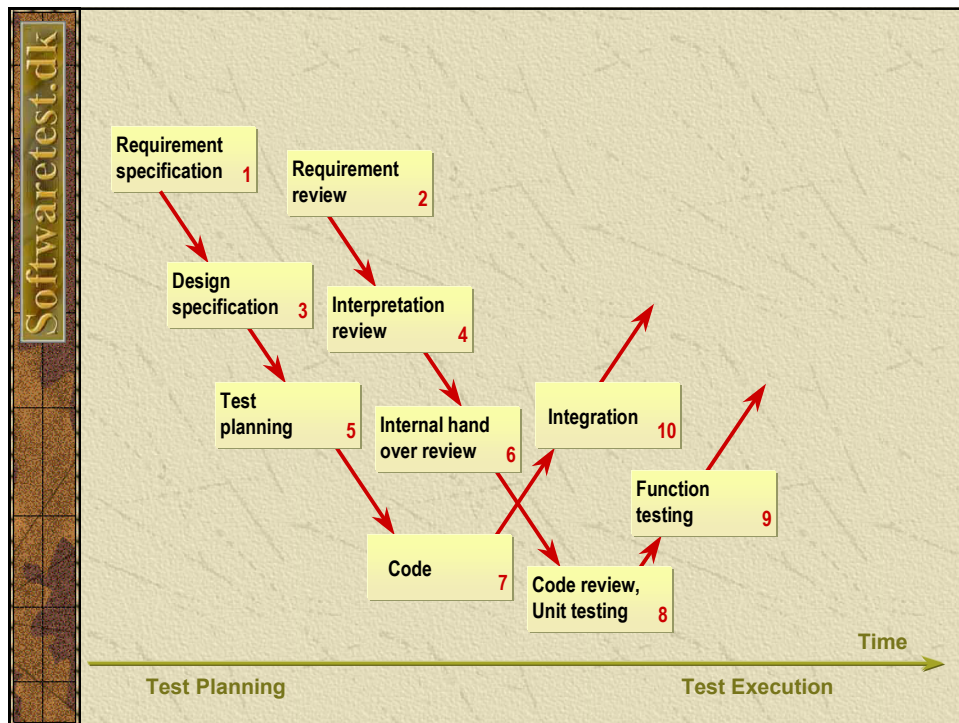 Softwaretest.dk
Requirement
specification 1
Requirement
review 2
Design
specification 3
Interpretation
review 4
Test
planning 5
Internal hand
over review 6
Integration
10
Function
testing 9
Code
7
Code review,
Unit testing 8
Time
Test Planning
Test Execution